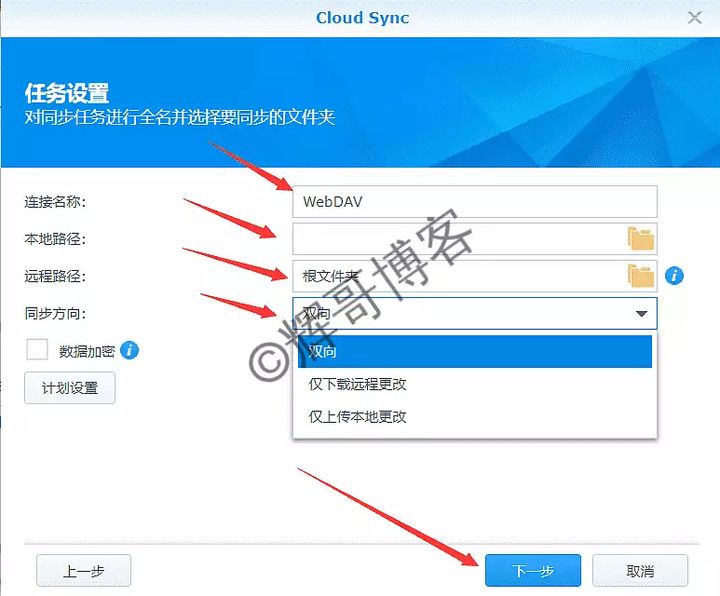 Cloud Sync
任务设置
对同步任务进行全名并选择要同步的文件夹
连接名称:
WebDAV
本地路径:
远程路径:
根文件夹
同步方向:
双向
双向
仅下载远程更改
仅上传本地更改
数据加密
计划设置
©辉哥博客
上一步
下一步
取消